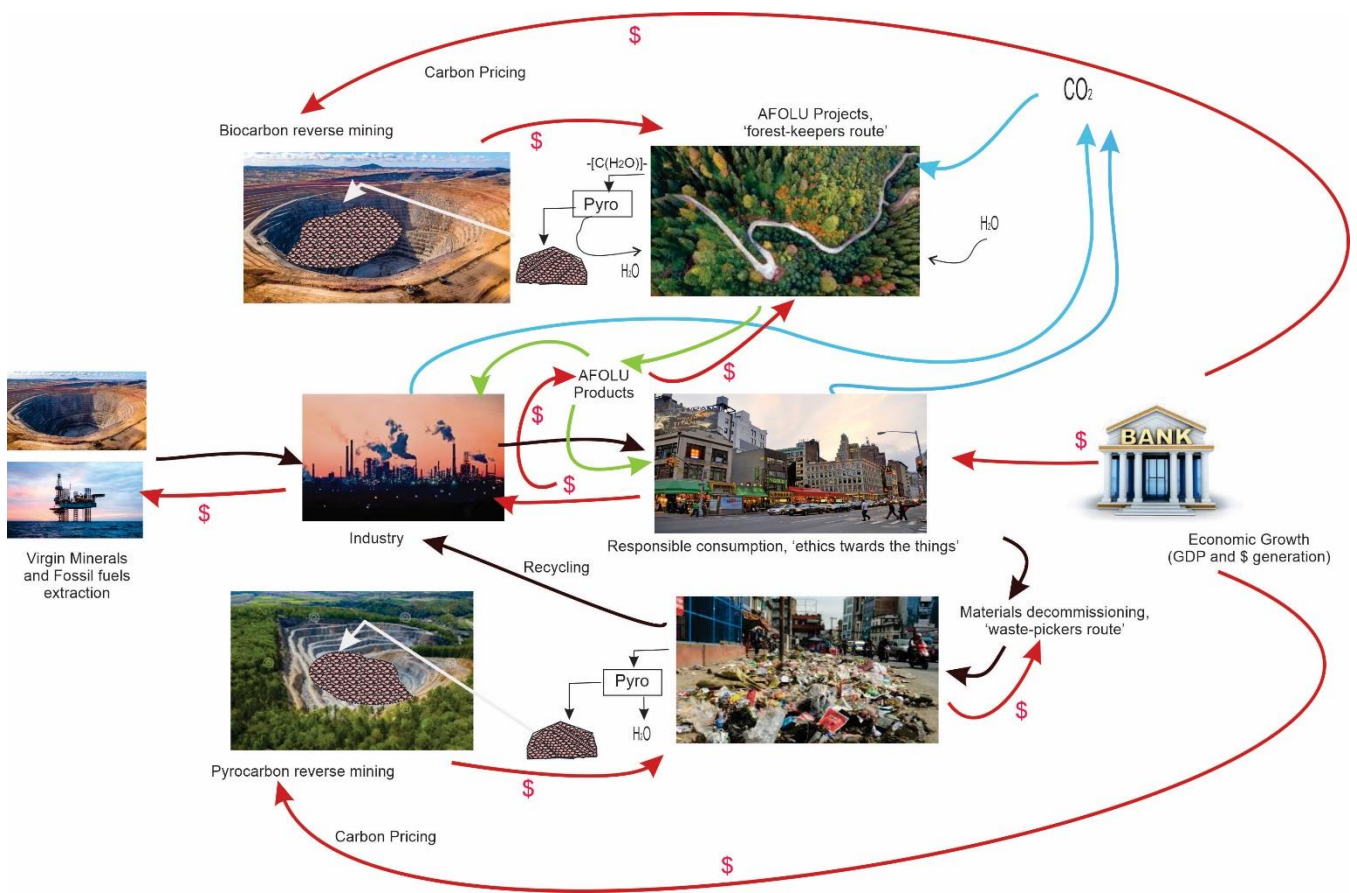 $
Carbon Pricing
CO₂
Biocarbon reverse mining
$
AFOLU Projects,
‘forest-keepers route’
-[C(H₂O)]-
Pyro
H₂O
H₂O
AFOLU
Products
$
$
$
BANK
$
$
Virgin Minerals
and Fossil fuels
extraction
Industry
Responsible consumption, ‘ethics towards the things’
Economic Growth
(GDP and $ generation)
Recycling
Materials decommissioning,
‘waste-pickers route’
Pyro
H₂O
$
Pyrocarbon reverse mining
$
Carbon Pricing
$